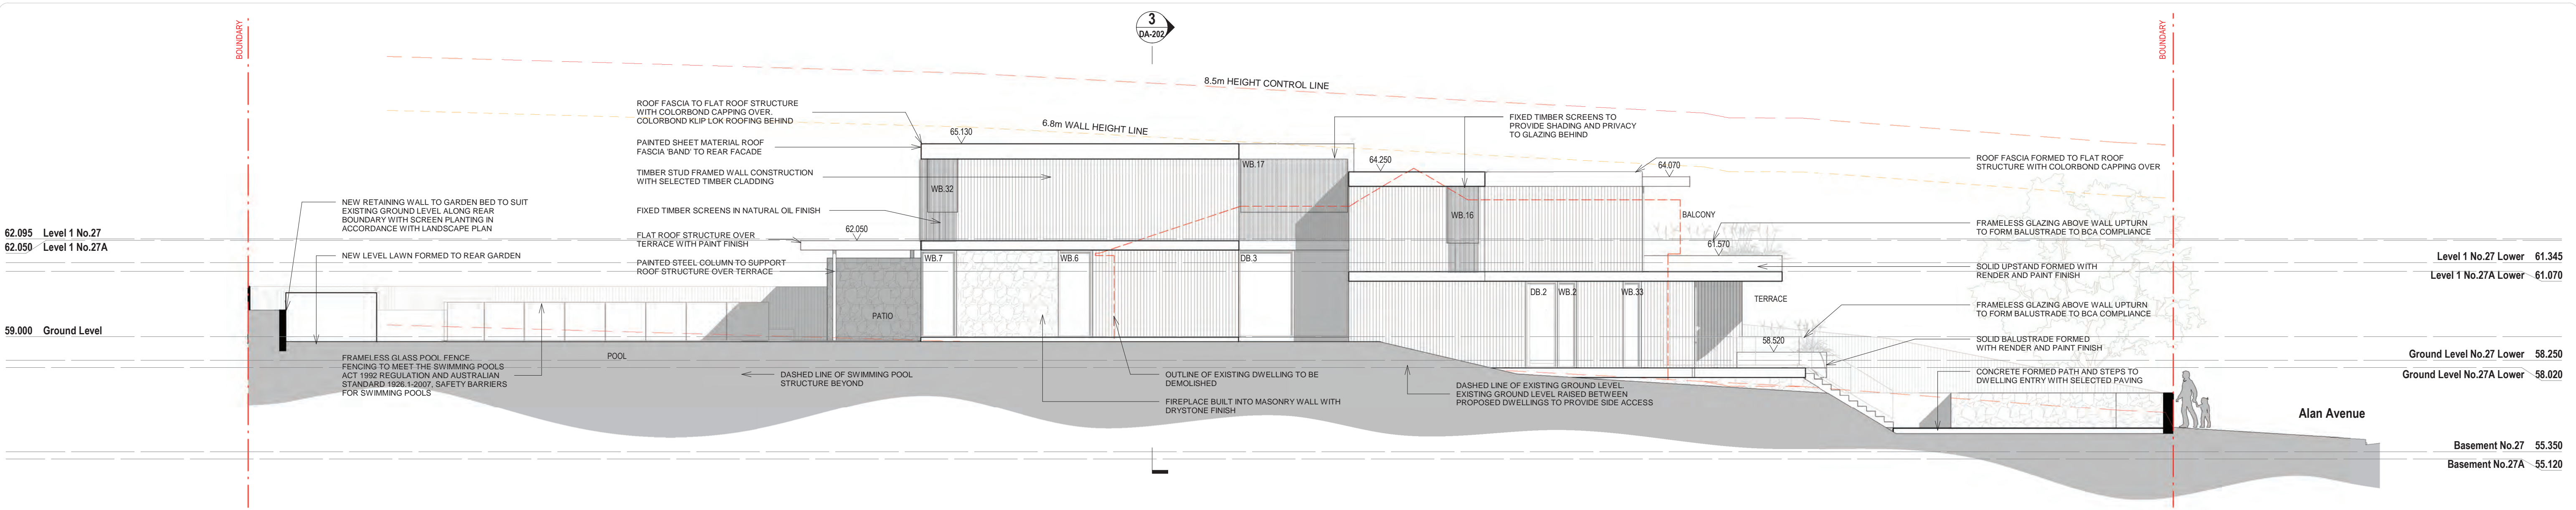 3
DA-202
BOUNDARY
BOUNDARY
8.5m HEIGHT CONTROL LINE
6.8m WALL HEIGHT LINE
ROOF FASCIA TO FLAT ROOF STRUCTURE
WITH COLORBOND CAPPING OVER.
COLORBOND KLIP LOK ROOFING BEHIND
PAINTED SHEET MATERIAL ROOF
FASCIA 'BAND' TO REAR FACADE
TIMBER STUD FRAMED WALL CONSTRUCTION
WITH SELECTED TIMBER CLADDING
FIXED TIMBER SCREENS IN NATURAL OIL FINISH
FLAT ROOF STRUCTURE OVER
TERRACE WITH PAINT FINISH
PAINTED STEEL COLUMN TO SUPPORT
ROOF STRUCTURE OVER TERRACE
NEW RETAINING WALL TO GARDEN BED TO SUIT
EXISTING GROUND LEVEL ALONG REAR
BOUNDARY WITH SCREEN PLANTING IN
ACCORDANCE WITH LANDSCAPE PLAN
NEW LEVEL LAWN FORMED TO REAR GARDEN
62.095 Level 1 No.27
62.050 Level 1 No.27A
59.000 Ground Level
65.130
62.050
64.250
64.070
61.570
58.520
WB.32
WB.17
WB.16
WB.7
WB.6
DB.3
DB.2
WB.2
WB.33
PATIO
BALCONY
TERRACE
POOL
FIXED TIMBER SCREENS TO
PROVIDE SHADING AND PRIVACY
TO GLAZING BEHIND
ROOF FASCIA FORMED TO FLAT ROOF
STRUCTURE WITH COLORBOND CAPPING OVER
FRAMELESS GLAZING ABOVE WALL UPTURN
TO FORM BALUSTRADE TO BCA COMPLIANCE
SOLID UPSTAND FORMED WITH
RENDER AND PAINT FINISH
FRAMELESS GLAZING ABOVE WALL UPTURN
TO FORM BALUSTRADE TO BCA COMPLIANCE
SOLID BALUSTRADE FORMED
WITH RENDER AND PAINT FINISH
CONCRETE FORMED PATH AND STEPS TO
DWELLING ENTRY WITH SELECTED PAVING
Level 1 No.27 Lower 61.345
Level 1 No.27A Lower 61.070
Ground Level No.27 Lower 58.250
Ground Level No.27A Lower 58.020
Alan Avenue
Basement No.27 55.350
Basement No.27A 55.120
FRAMELESS GLASS POOL FENCE.
FENCING TO MEET THE SWIMMING POOLS
ACT 1992 REGULATION AND AUSTRALIAN
STANDARD 1926.1-2007, SAFETY BARRIERS
FOR SWIMMING POOLS
DASHED LINE OF SWIMMING POOL
STRUCTURE BEYOND
OUTLINE OF EXISTING DWELLING TO BE
DEMOLISHED
FIREPLACE BUILT INTO MASONRY WALL WITH
DRYSTONE FINISH
DASHED LINE OF EXISTING GROUND LEVEL.
EXISTING GROUND LEVEL RAISED BETWEEN
PROPOSED DWELLINGS TO PROVIDE SIDE ACCESS